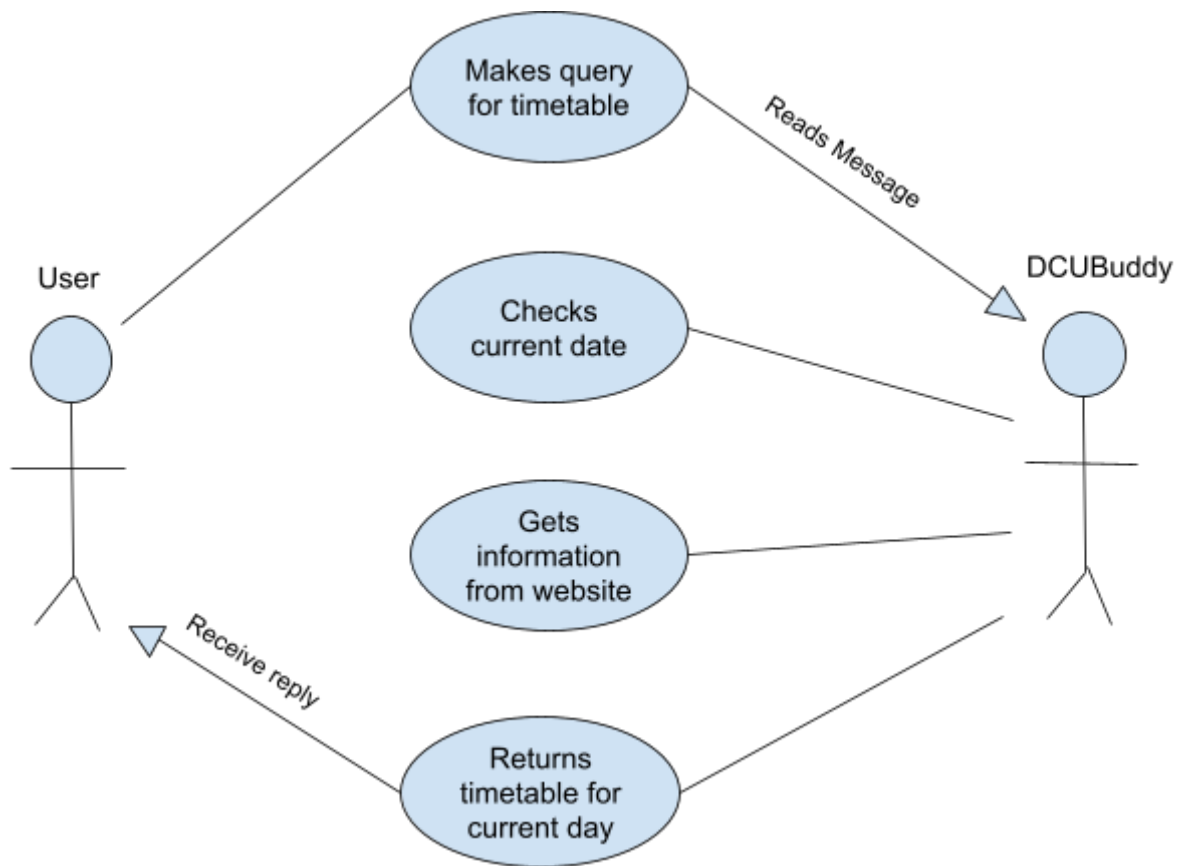 Makes query
for timetable
Reads Message
User
DCUBuddy
Checks
current date
Gets
information
from website
Receive reply
Returns
timetable for
current day